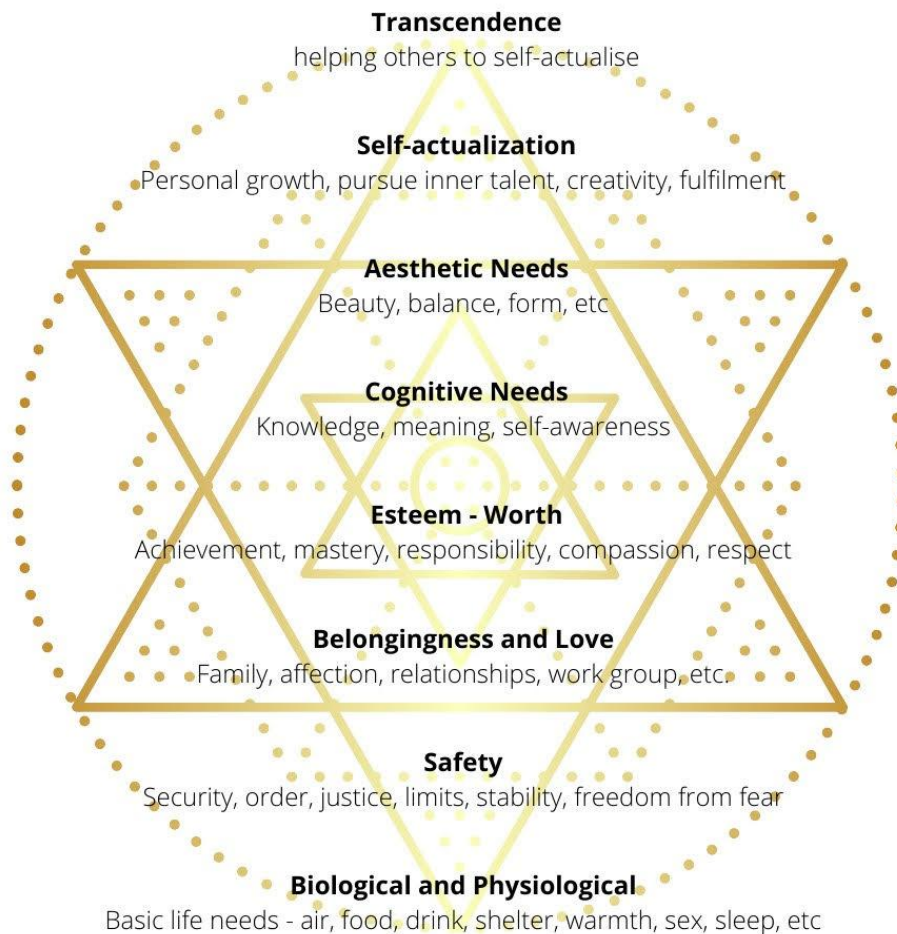 Transcendence
helping others to self-actualise
Self-actualization
Personal growth, pursue inner talent, creativity, fulfilment
Aesthetic Needs
Beauty, balance, form, etc
Cognitive Needs
Knowledge, meaning, self-awareness
Esteem - Worth
Achievement, mastery, responsibility, compassion, respect
Belongingness and Love
Family, affection, relationships, work group, etc.
Safety
Security, order, justice, limits, stability, freedom from fear
Biological and Physiological
Basic life needs - air, food, drink, shelter, warmth, sex, sleep, etc